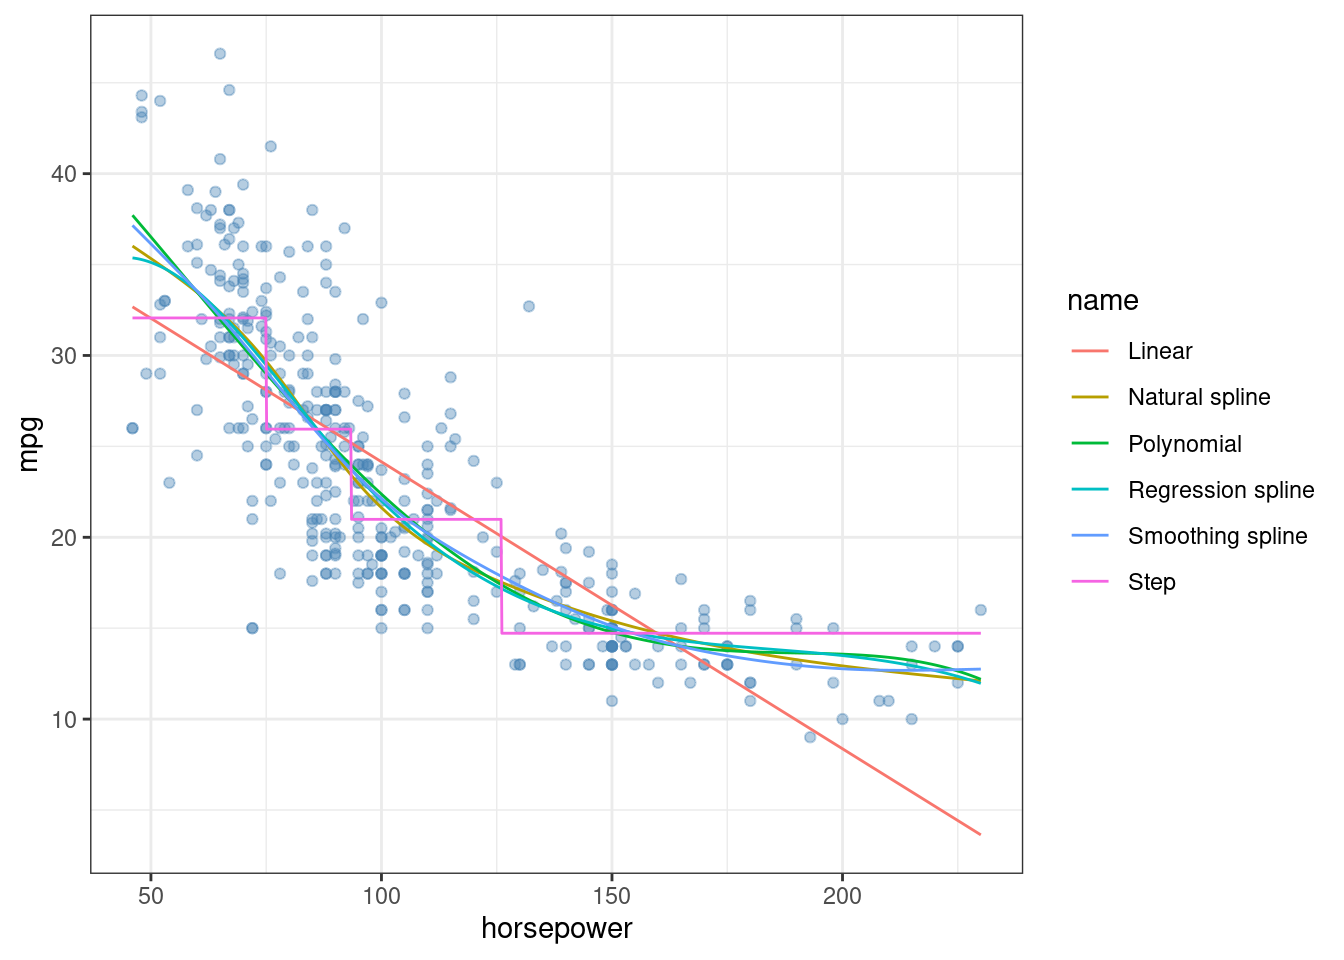 mpg
40
30
20
10
50 100 150 200
horsepower
name
Linear
Natural spline
Polynomial
Regression spline
Smoothing spline
Step